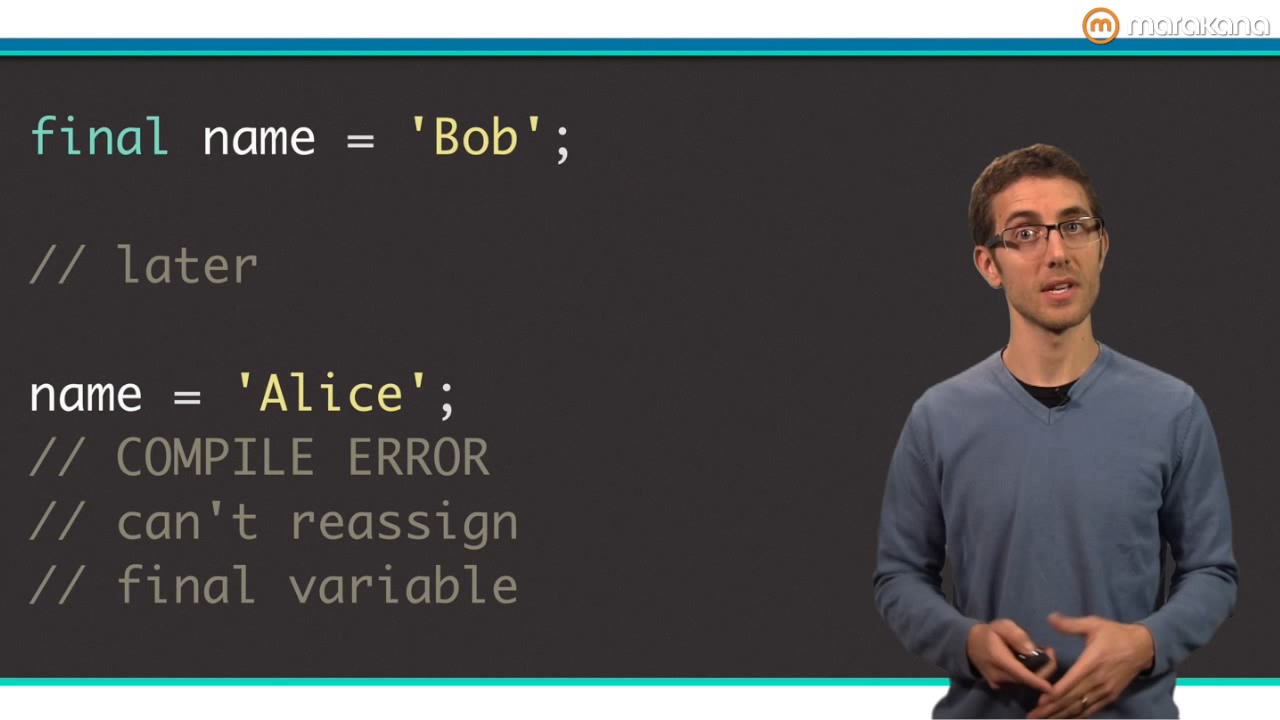 marakana
final name = 'Bob';
// later
name = 'Alice';
// COMPILE ERROR
// can't reassign
// final variable